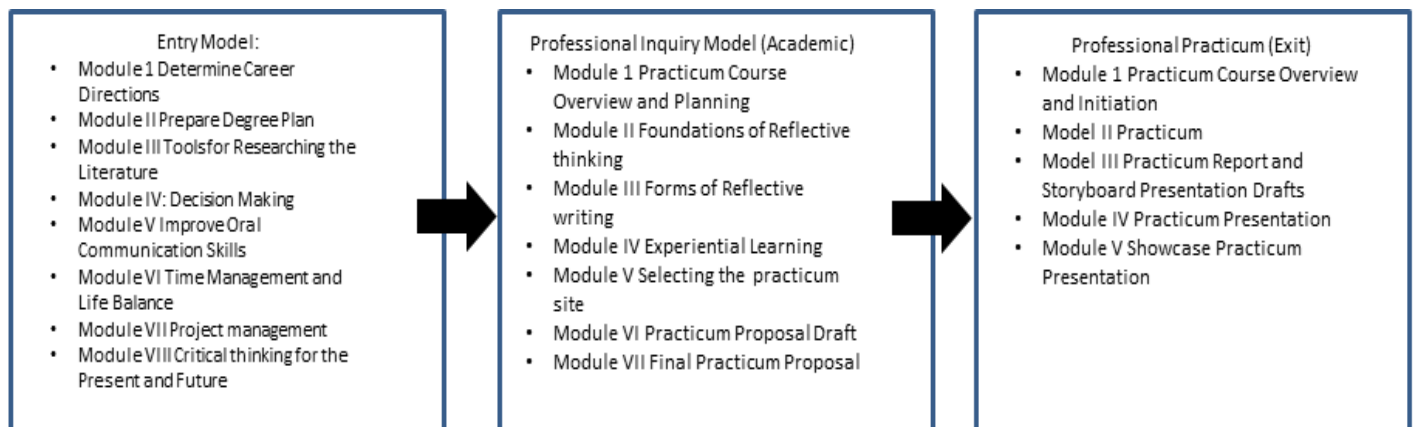 Entry Model:
• Module 1 Determine Career
Directions
• Module II Prepare Degree Plan
• Module III Toolsfor Researching the
Literature
• Module IV: Decision Making
• Module V Improve Oral
Communication Skills
• Module VI Time Management and
Life Balance
• Module VII Project management
• Module VIII Critical thinking for the
Present and Future
Professional Inquiry Model (Academic)
• Module 1 Practicum Course
Overview and Planning
• Module II Foundations of Reflective
thinking
• Module III Forms of Reflective
writing
• Module IV Experiential Learning
• Module V Selecting the practicum
site
• Module VI Practicum Proposal Draft
• Module VII Final Practicum Proposal
Professional Practicum (Exit)
• Module 1 Practicum Course Overview
and Initiation
• Model II Practicum
• Model III Practicum Report and
Storyboard Presentation Drafts
• Module IV Practicum Presentation
• Module V Showcase Practicum
Presentation